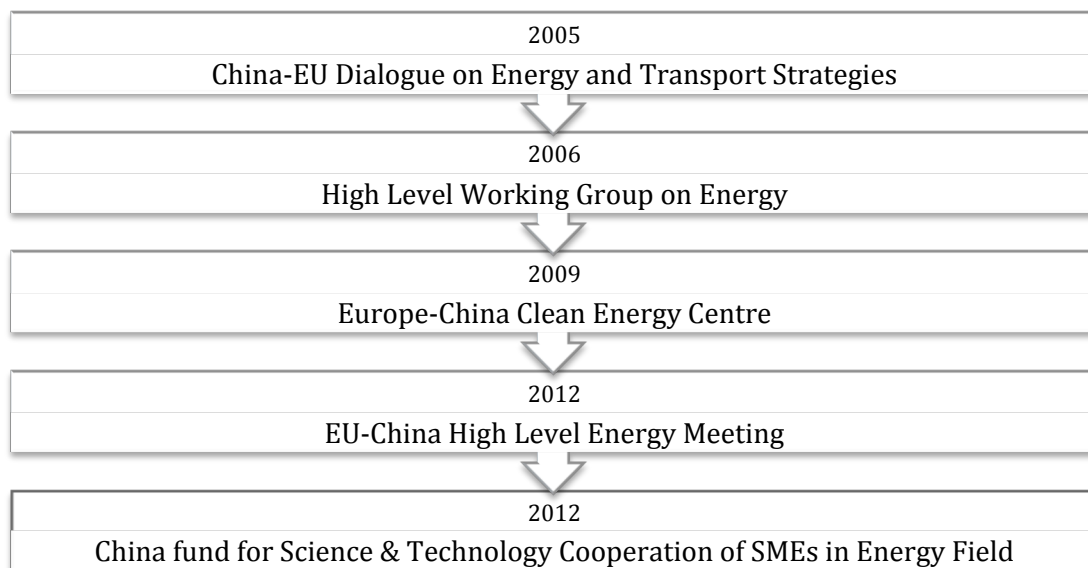 2005
China-EU Dialogue on Energy and Transport Strategies
2006
High Level Working Group on Energy
2009
Europe-China Clean Energy Centre
2012
EU-China High Level Energy Meeting
2012
China fund for Science & Technology Cooperation of SMEs in Energy Field